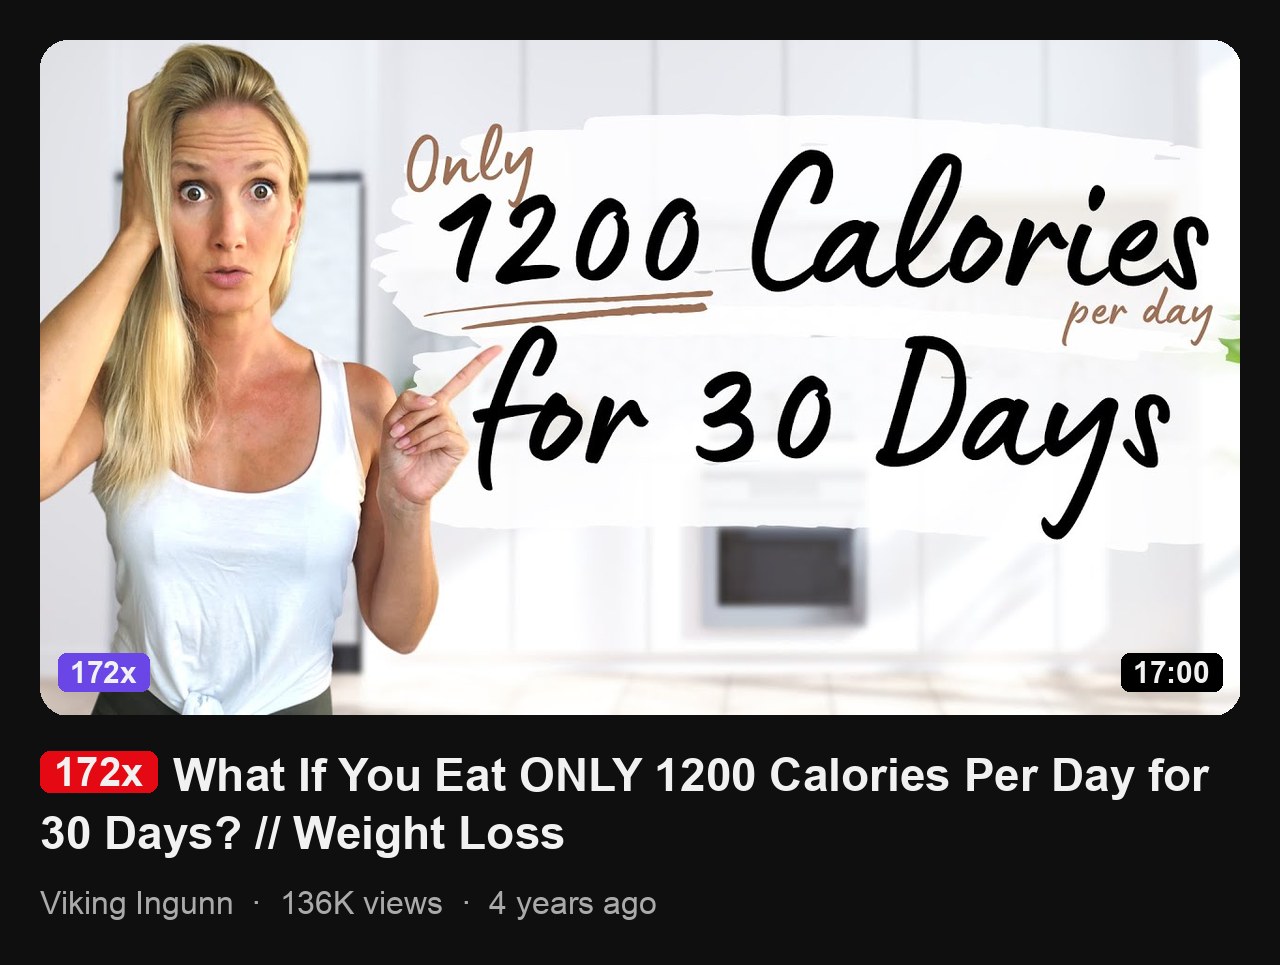 Only
1200 Calories
per day
for 30 Days
172x
17:00
172x What If You Eat ONLY 1200 Calories Per Day for
30 Days? // Weight Loss
Viking Ingunn · 136K views · 4 years ago